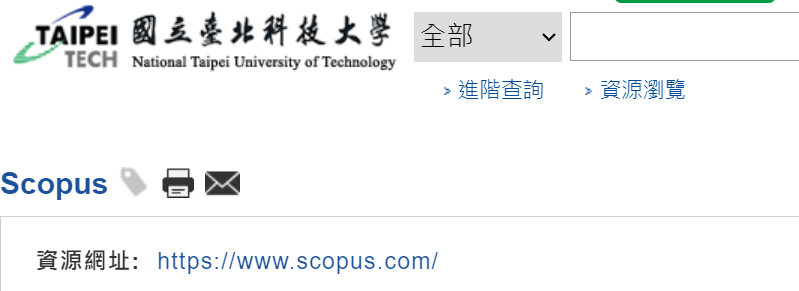 TAIPEI TECH
國立臺北科技大學
National Taipei University of Technology
全部
> 進階查詢
> 資源瀏覽
Scopus
資源網址: https://www.scopus.com/